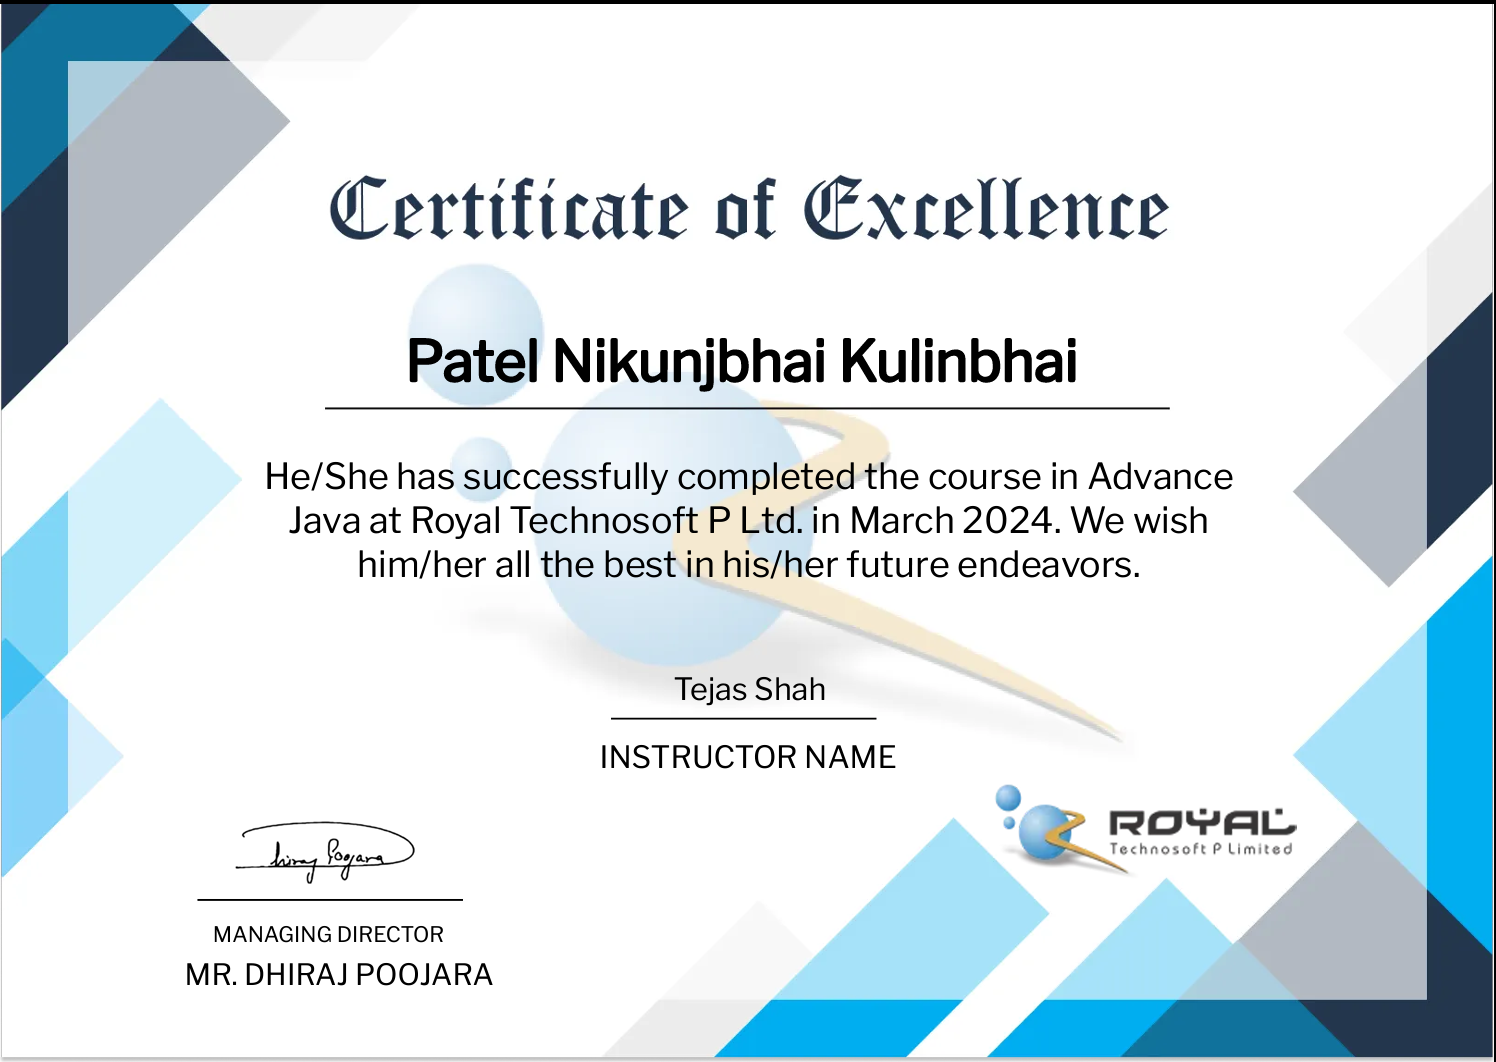 Certificate of Excellence
Patel Nikunjbhai Kulinbhai
He/She has successfully completed the course in Advance
Java at Royal Technosoft P Ltd. in March 2024. We wish
him/her all the best in his/her future endeavors.
Tejas Shah
INSTRUCTOR NAME
ROYAL
Technosoft P Limited
Dhiraj Poojara
MANAGING DIRECTOR
MR. DHIRAJ POOJARA